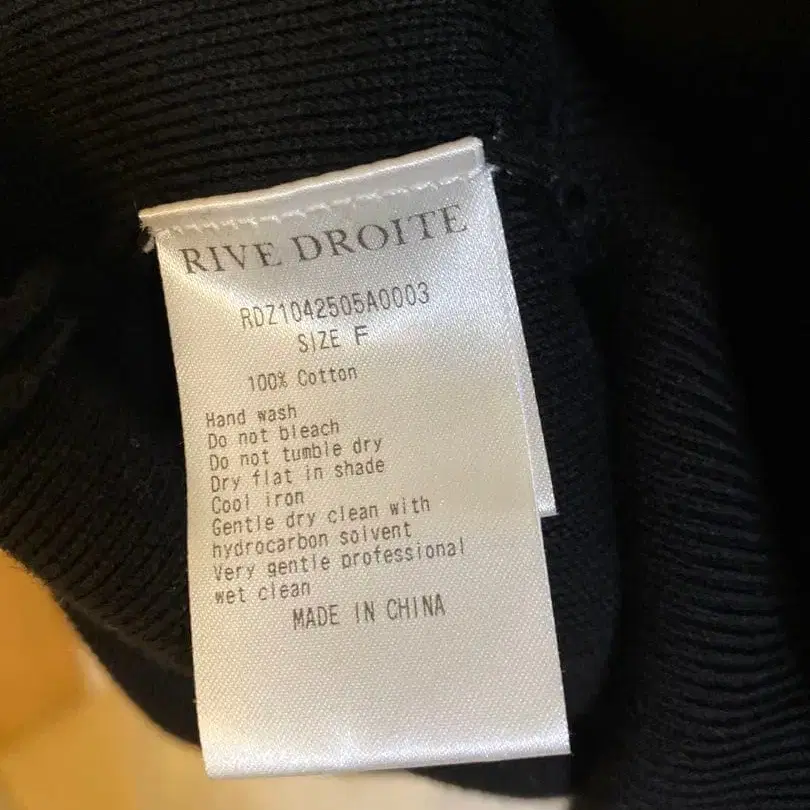 RIVE DROITE
RDZ1042505A0003
SIZE F
100% Cotton
Hand wash
Do not bleach
Do not tumble dry
Dry flat in shade
Cool iron
Gentle dry clean with
hydrocarbon solvent
Very gentle professional
wet clean
MADE IN CHINA